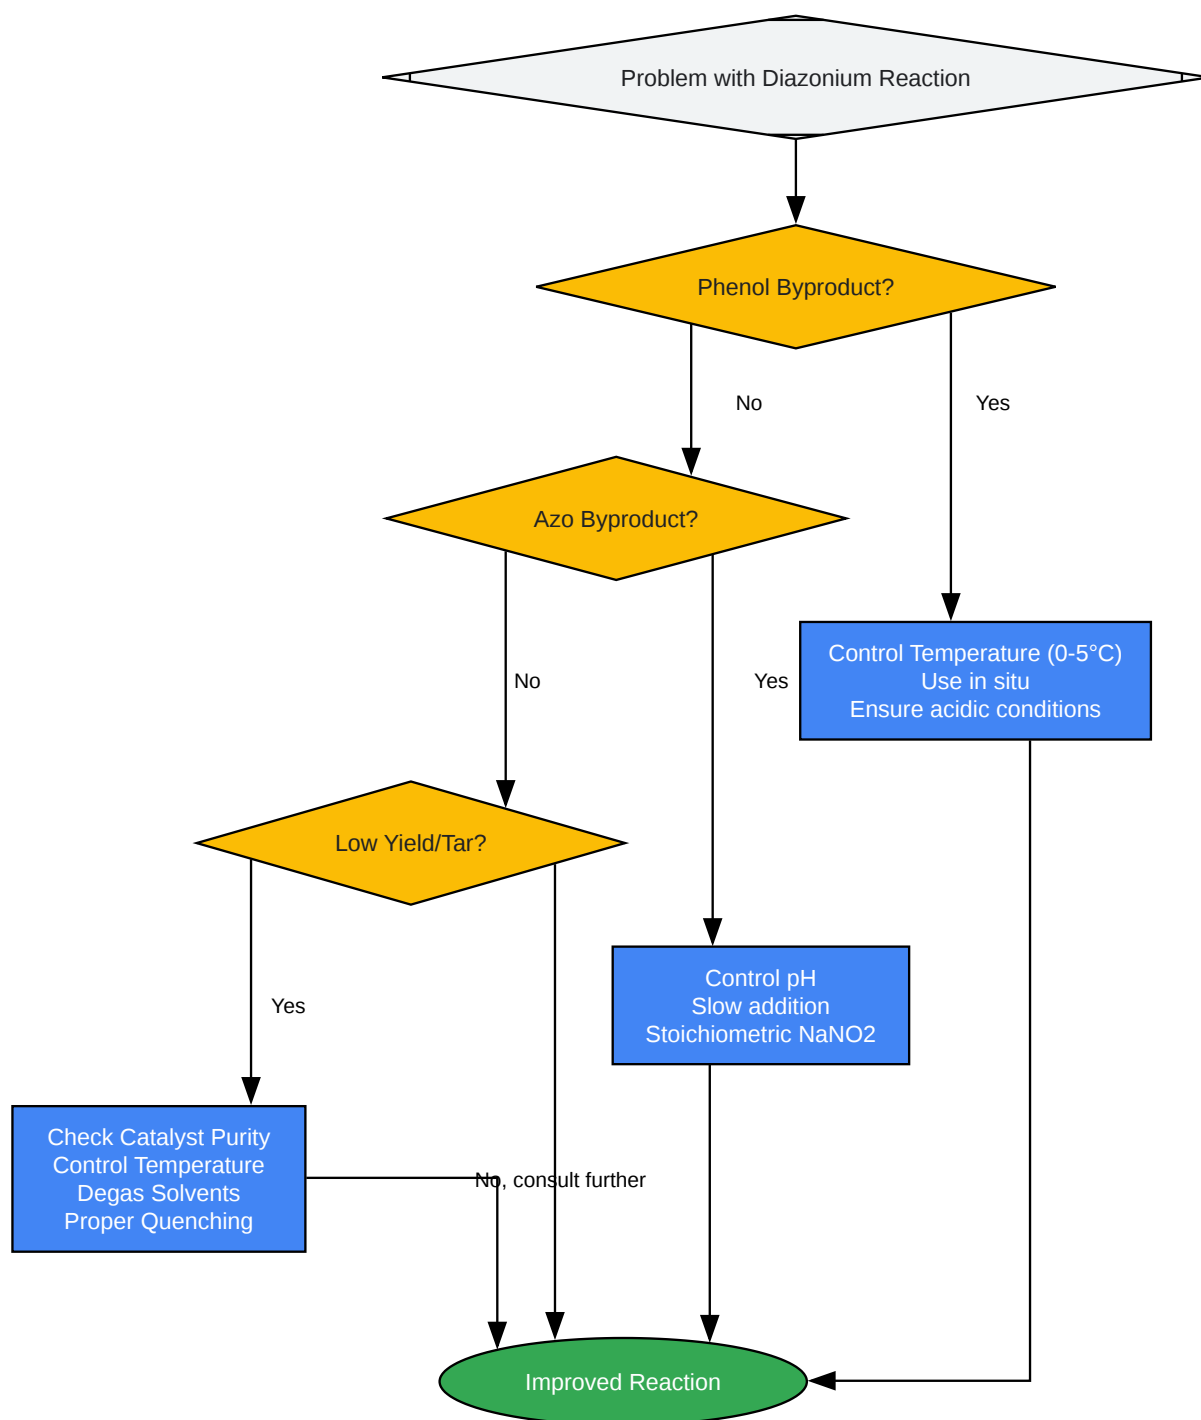 Problem with Diazonium Reaction
Phenol Byproduct?
No
Yes
Azo Byproduct?
Control Temperature (0-5°C)
Use in situ
Ensure acidic conditions
No
Yes
Low Yield/Tar?
Control pH
Slow addition
Stoichiometric NaNO2
Yes
Check Catalyst Purity
Control Temperature
Degas Solvents
Proper Quenching
No, consult further
Improved Reaction